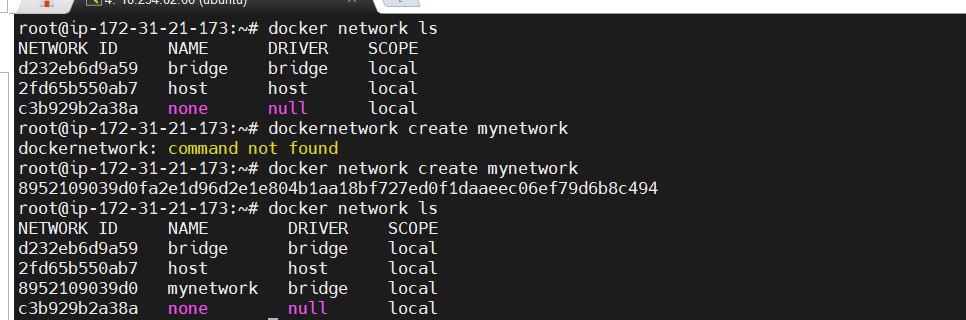 root@ip-172-31-21-173:~# docker network ls
NETWORK ID     NAME      DRIVER    SCOPE
d232eb6d9a59   bridge    bridge    local
2fd65b550ab7   host      host      local
c3b929b2a38a   none      null      local
root@ip-172-31-21-173:~# dockernetwork create mynetwork
dockernetwork: command not found
root@ip-172-31-21-173:~# docker network create mynetwork
8952109039d0fa2e1d96d2e1e804b1aa18bf727ed0f1daaeec06ef79d6b8c494
root@ip-172-31-21-173:~# docker network ls
NETWORK ID     NAME        DRIVER    SCOPE
d232eb6d9a59   bridge      bridge    local
2fd65b550ab7   host        host      local
8952109039d0   mynetwork   bridge    local
c3b929b2a38a   none        null      local